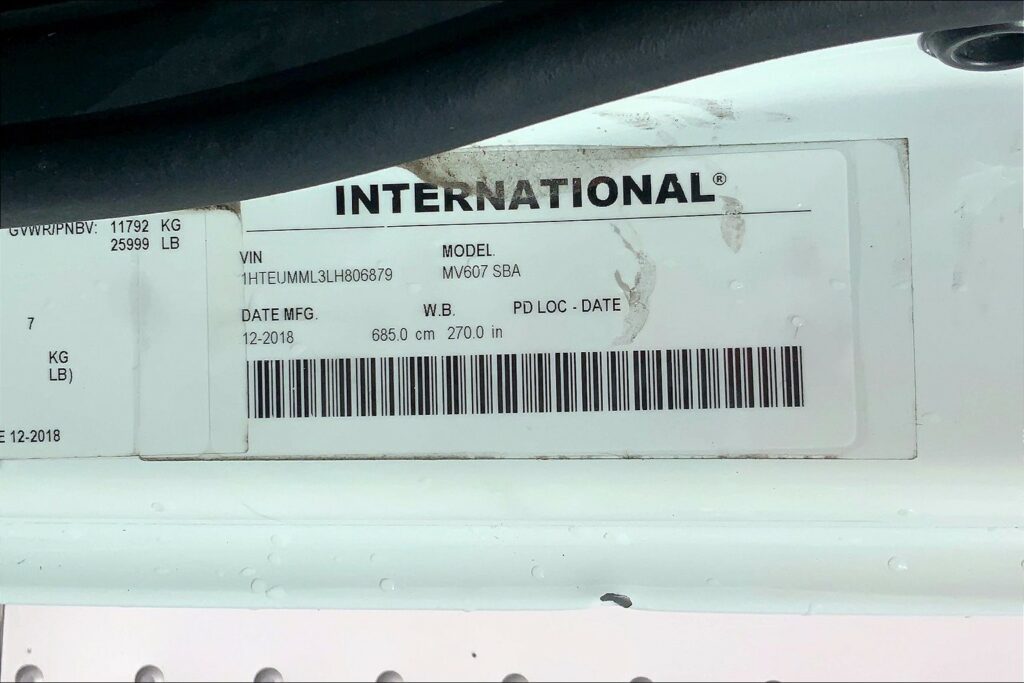 GVWR/PNBV: 11792 KG
25999 LB
7
KG
LB)
E 12-2018
INTERNATIONAL®
VIN MODEL
1HTEUMML3LH806879 MV607 SBA
DATE MFG. W.B. PD LOC - DATE
12-2018 685.0 cm 270.0 in